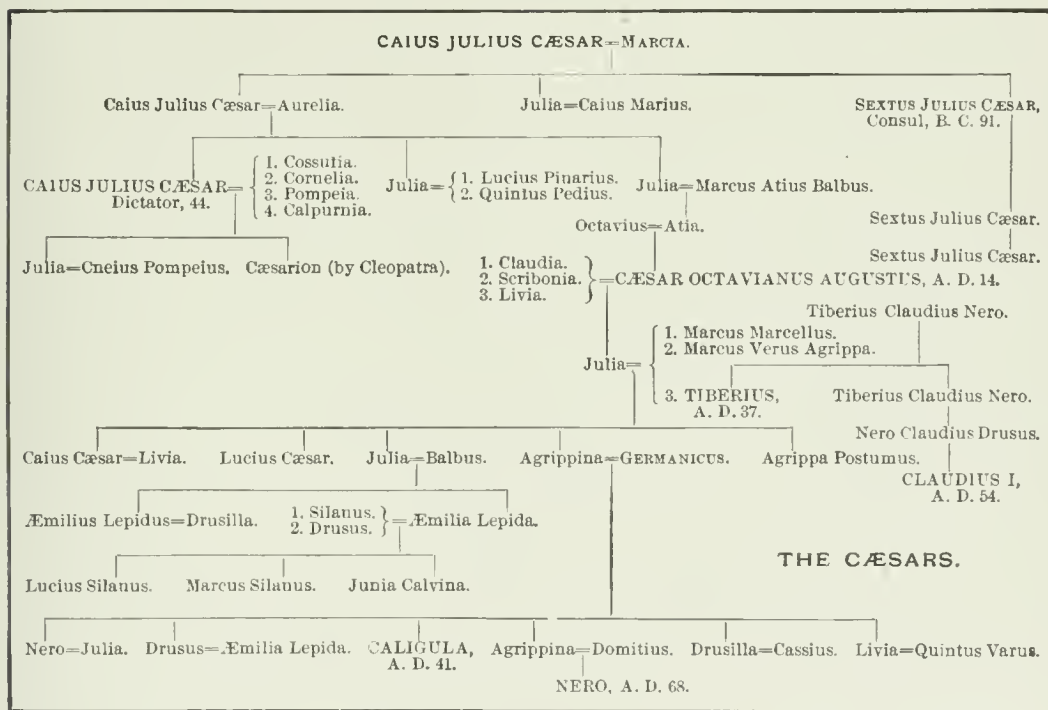 CAIUS JULIUS CÆSAR=MARCIA.
Caius Julius Cæsar=Aurelia.
Julia=Caius Marius.
SEXTUS JULIUS CÆSAR,
Consul, B. C. 91.
CAIUS JULIUS CÆSAR=
Dictator, 44.
1. Cossutia.
2. Cornelia.
3. Pompeia.
4. Calpurnia.
Julia=
1. Lucius Pinarius.
2. Quintus Pedius.
Julia=Marcus Atius Balbus.
Sextus Julius Cæsar.
Octavius=Atia.
Julia=Cneius Pompeius.
Cæsarion (by Cleopatra).
Sextus Julius Cæsar.
1. Claudia.
2. Scribonia.
3. Livia.
=CÆSAR OCTAVIANUS AUGUSTUS, A. D. 14.
Tiberius Claudius Nero.
Julia=
1. Marcus Marcellus.
2. Marcus Verus Agrippa.
3. TIBERIUS,
A. D. 37.
Tiberius Claudius Nero.
Nero Claudius Drusus.
CLAUDIUS I,
A. D. 54.
Caius Cæsar=Livia.
Lucius Cæsar.
Julia=Balbus.
Agrippina=GERMANICUS.
Agrippa Postumus.
Æmilius Lepidus=Drusilla.
1. Silanus.
2. Drusus.
=Æmilia Lepida.
THE CÆSARS.
Lucius Silanus.
Marcus Silanus.
Junia Calvina.
Nero=Julia.
Drusus=Æmilia Lepida.
CALIGULA,
A. D. 41.
Agrippina=Domitius.
Drusilla=Cassius.
Livia=Quintus Varus.
NERO, A. D. 68.